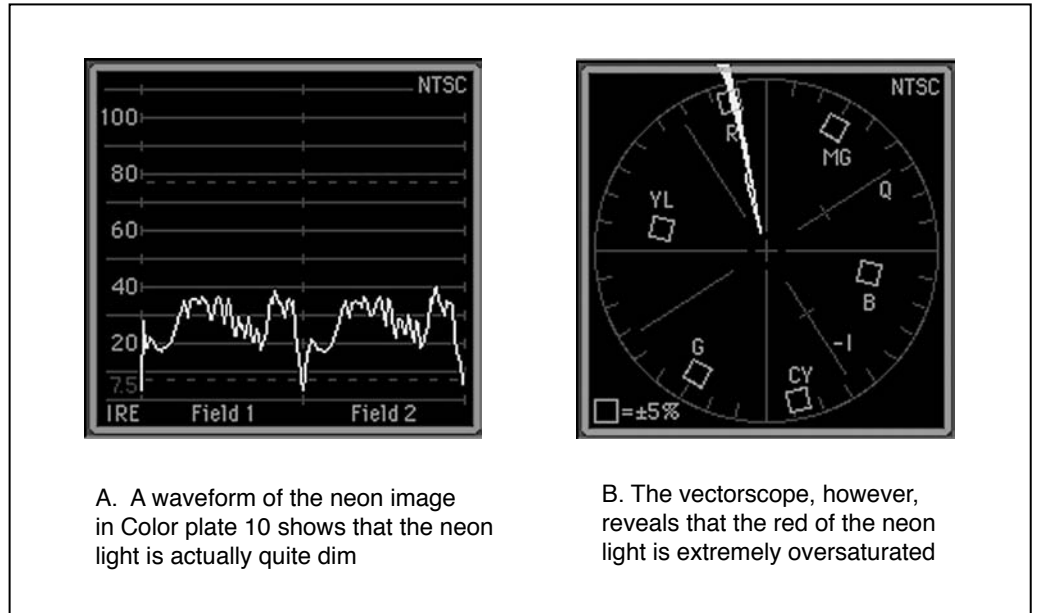 NTSC
100
80
60
40
20
7.5
IRE Field 1 Field 2
NTSC
R
MG
Q
YL
B
-I
G
CY
□=±5%
A. A waveform of the neon image
in Color plate 10 shows that the neon
light is actually quite dim
B. The vectorscope, however,
reveals that the red of the neon
light is extremely oversaturated